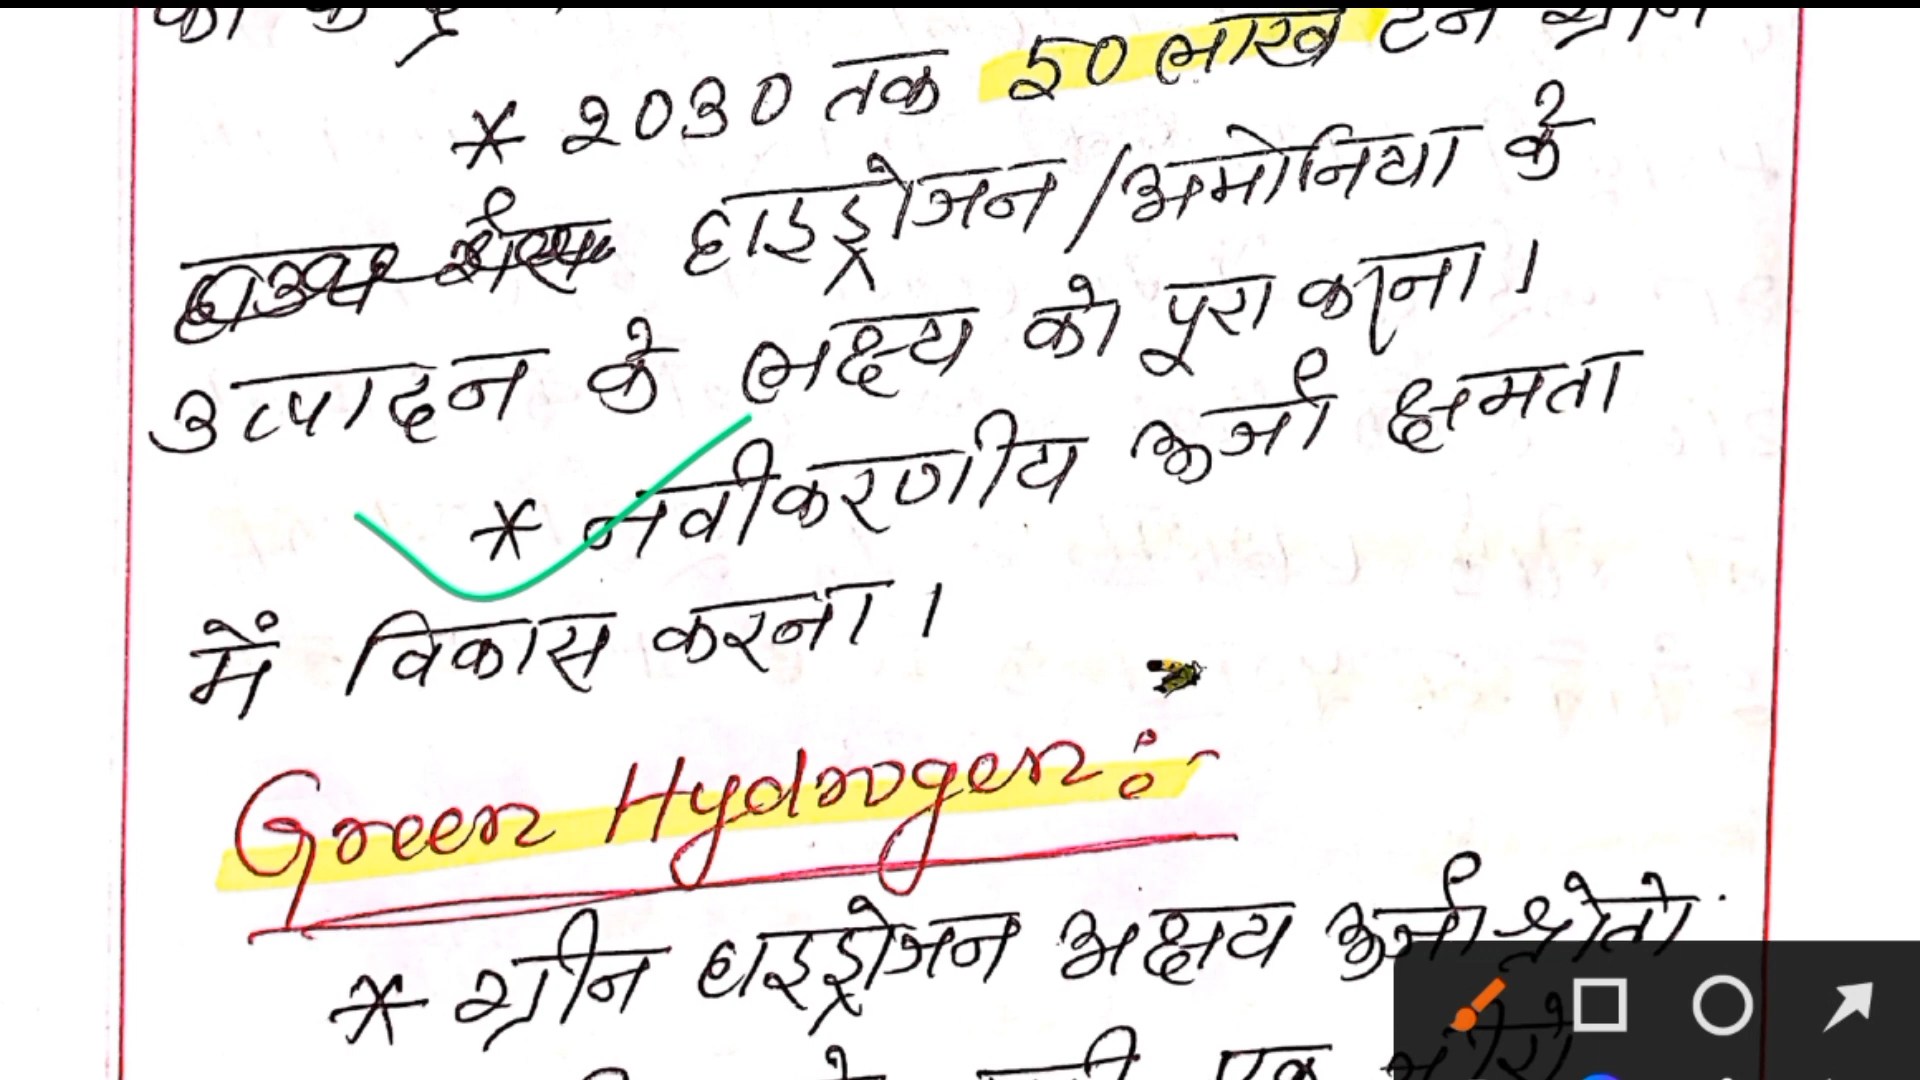 * 2030 तक 50 लाख टन ग्रीन
हाइड्रोजन/अमोनिया के
उत्पादन के लक्ष्य को पूरा करना।
* नवीकरणीय ऊर्जा क्षमता
में विकास करना।
Green Hydrogen:-
* ग्रीन हाइड्रोजन अक्षय ऊर्जा श्रोतो